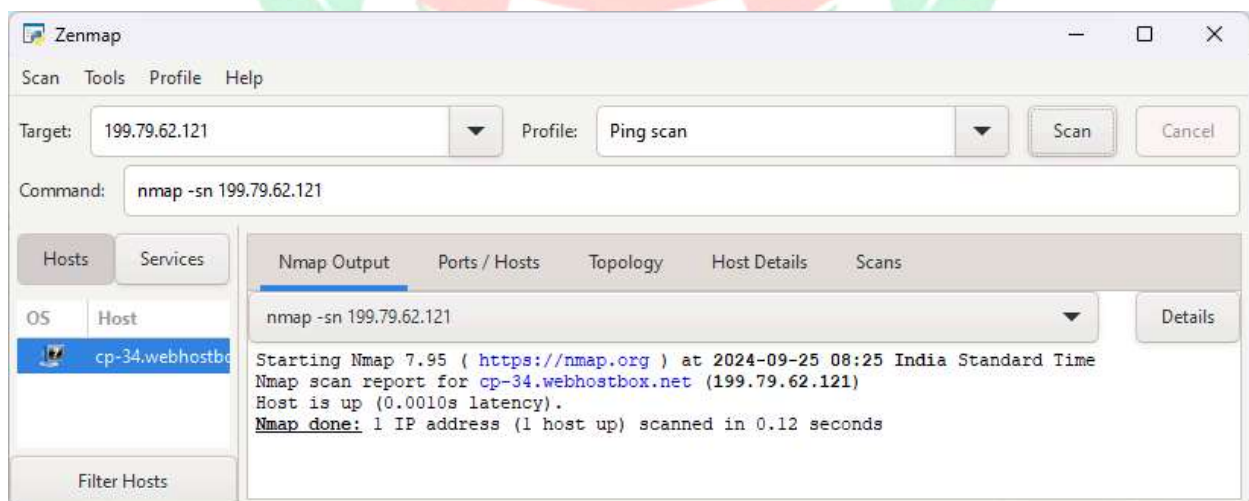 Zenmap
Scan Tools Profile Help
Target: 199.79.62.121 Profile: Ping scan Scan Cancel
Command: nmap -sn 199.79.62.121
Hosts Services Nmap Output Ports / Hosts Topology Host Details Scans
OS Host nmap -sn 199.79.62.121 Details
cp-34.webhostbo
Starting Nmap 7.95 ( https://nmap.org ) at 2024-09-25 08:25 India Standard Time
Nmap scan report for cp-34.webhostbox.net (199.79.62.121)
Host is up (0.0010s latency).
Nmap done: 1 IP address (1 host up) scanned in 0.12 seconds
Filter Hosts